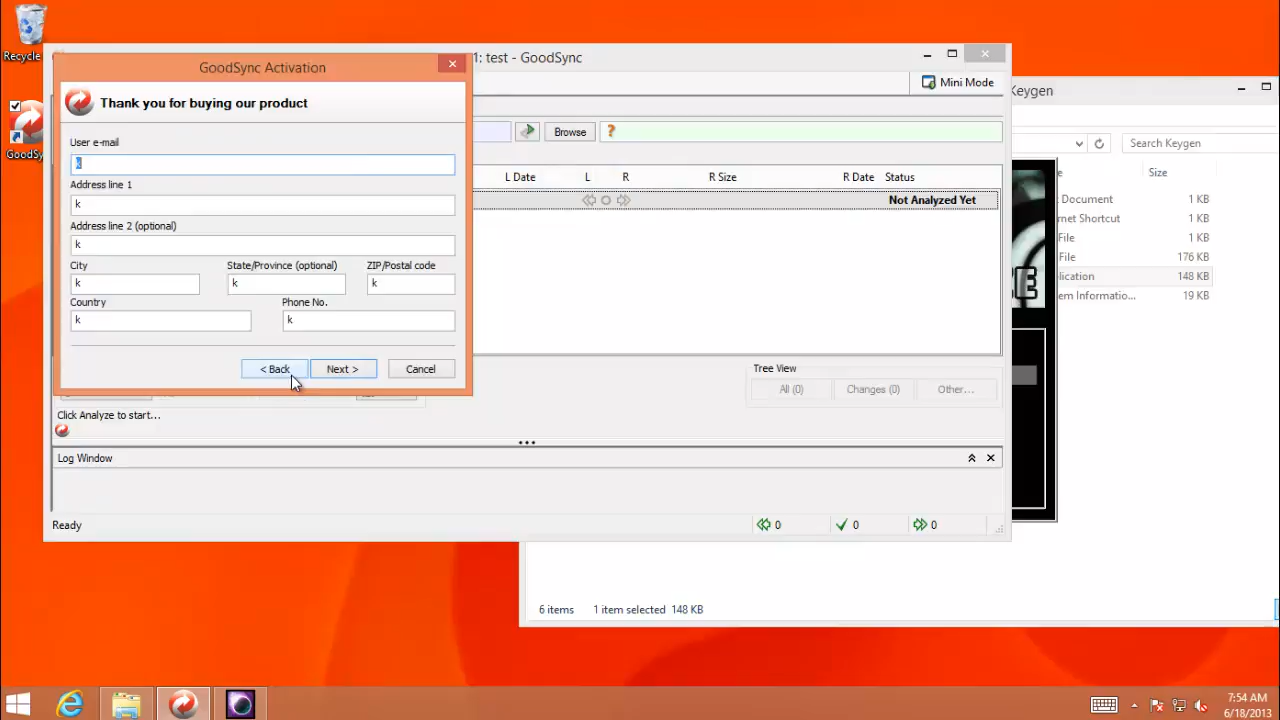 Recycle
GoodSy
1: test - GoodSync
Mini Mode
Browse
?
L Date
L
R
R Size
R Date
Status
Not Analyzed Yet
GoodSync Activation
Thank you for buying our product
User e-mail
k
Address line 1
k
Address line 2 (optional)
k
City
State/Province (optional)
ZIP/Postal code
k
k
k
Country
Phone No.
k
k
< Back
Next >
Cancel
Tree View
All (0)
Changes (0)
Other...
Click Analyze to start...
Log Window
Ready
0
0
0
Keygen
Search Keygen
Size
t Document
1 KB
rnet Shortcut
1 KB
File
1 KB
File
176 KB
lication
148 KB
em Informatio...
19 KB
6 items
1 item selected 148 KB
7:54 AM
6/18/2013